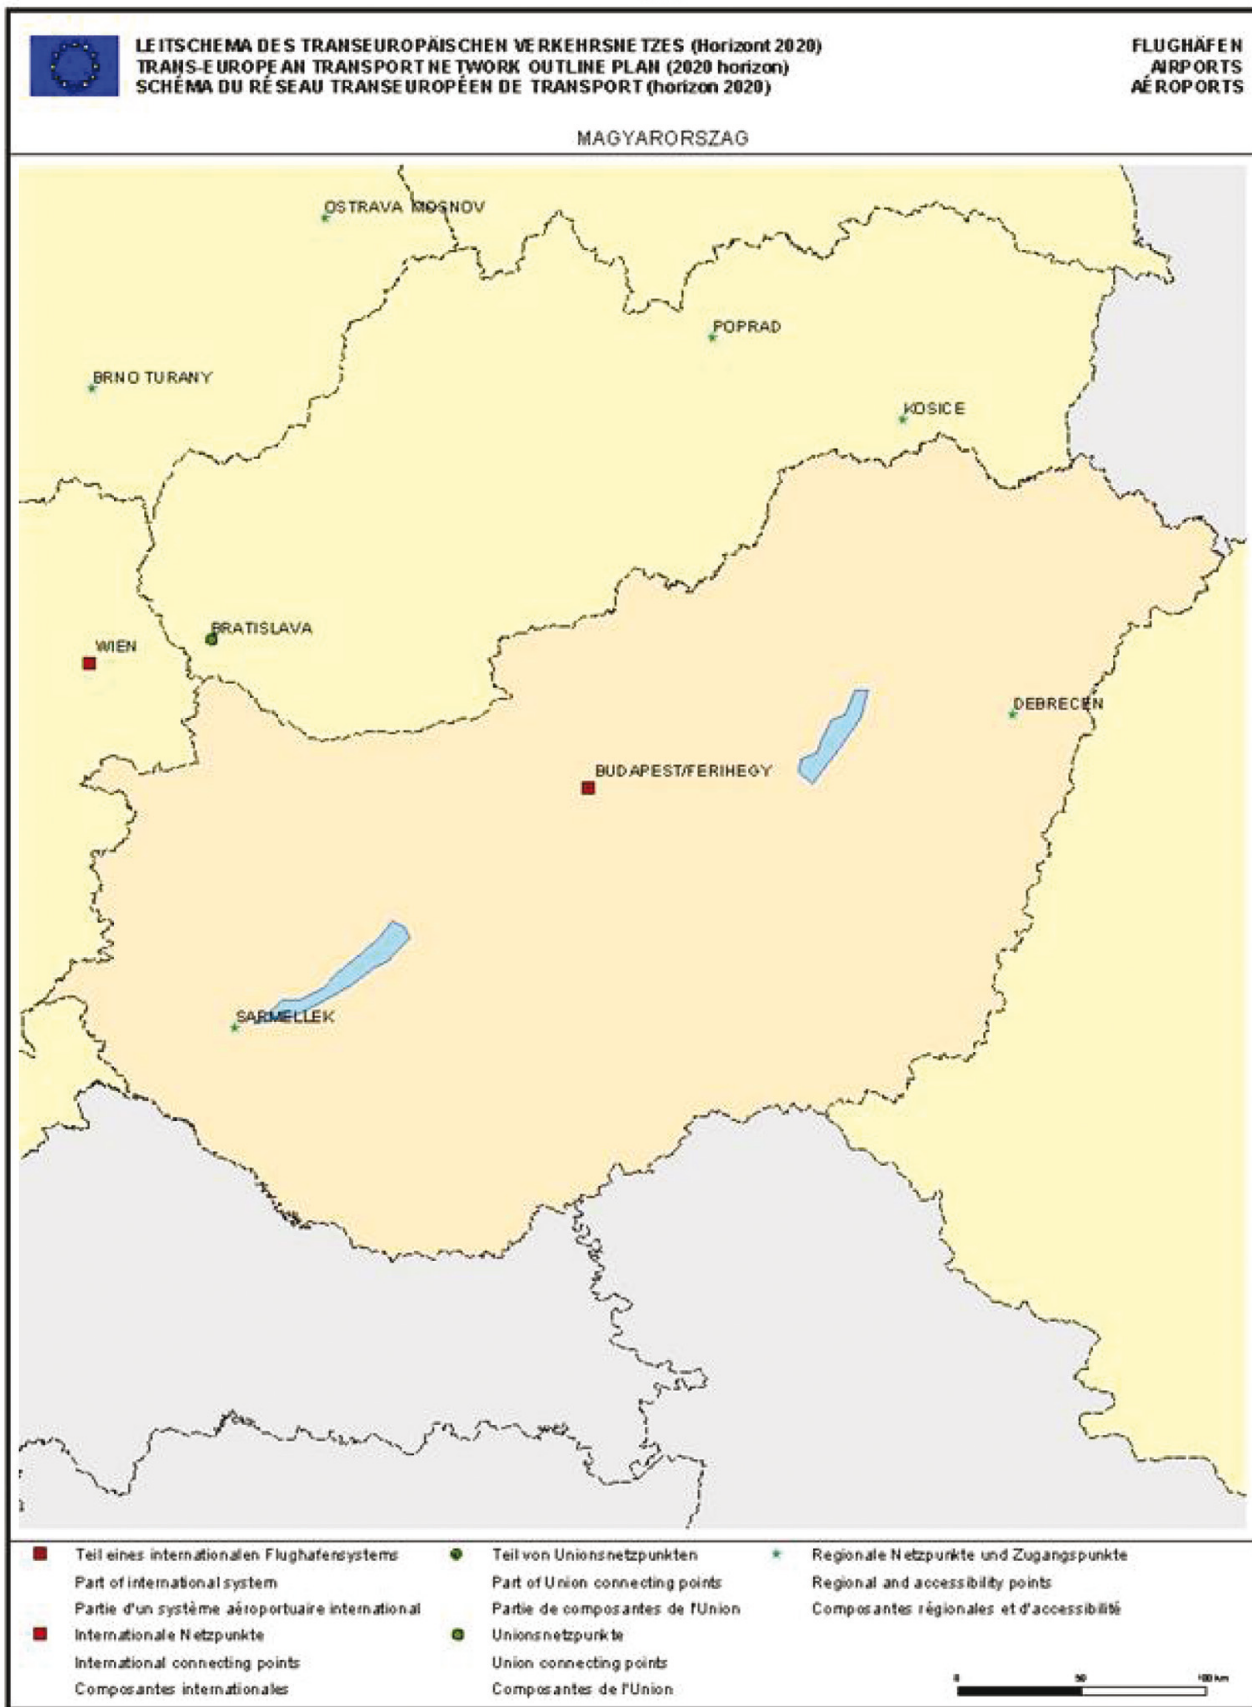 LEITSCHEMA DES TRANSEUROPÄISCHEN VERKEHRSNETZES (Horizont 2020)
TRANS-EUROPEAN TRANSPORT NETWORK OUTLINE PLAN (2020 horizon)
SCHÉMA DU RÉSEAU TRANSEUROPÉEN DE TRANSPORT (horizon 2020)
FLUGHÄFEN
AIRPORTS
AÉROPORTS
MAGYARORSZAG
OSTRAVA MOSNOV
POPRAD
BRNO TURANY
KOSICE
BRATISLAVA
WIEN
DEBRECEN
BUDAPEST/FERIHEGY
SARMELLEK
Teil eines internationalen Flughafensystems
Part of international system
Partie d'un système aéroportuaire international
Internationale Netzpunkte
International connecting points
Composantes internationales
Teil von Unionsnetzpunkten
Part of Union connecting points
Partie de composantes de l'Union
Unionsnetzpunkte
Union connecting points
Composantes de l'Union
Regionale Netzpunkte und Zugangspunkte
Regional and accessibility points
Composantes régionales et d'accessibilité
0 50 100 km